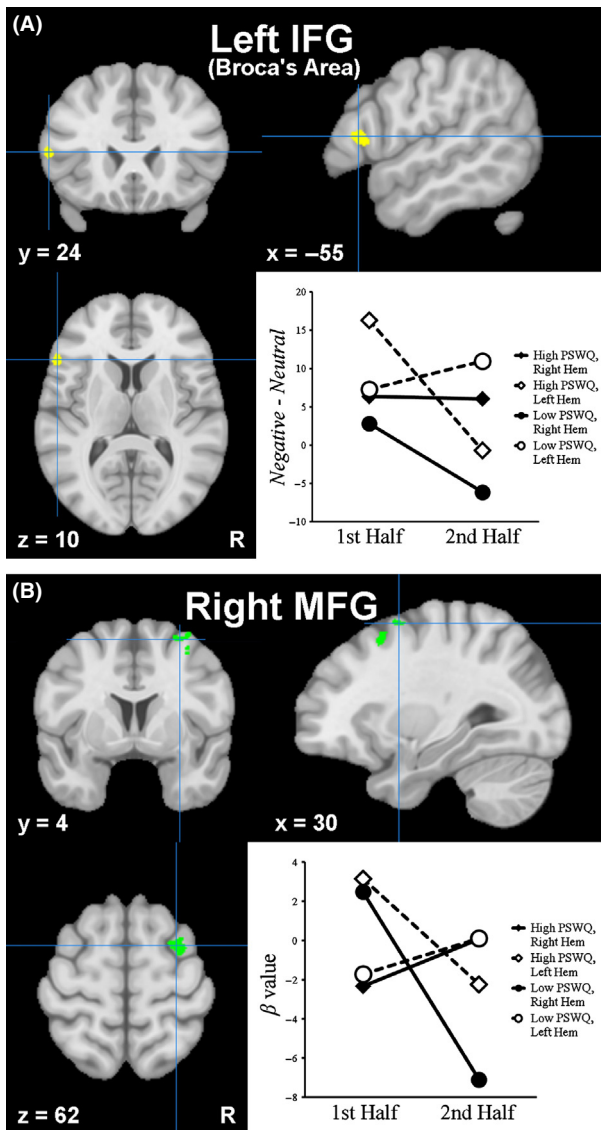 (A)
Left IFG
(Broca's Area)
y = 24
x = –55
z = 10
R
Negative - Neutral
20
15
10
5
0
−5
−10
1st Half
2nd Half
High PSWQ,
Right Hem
High PSWQ,
Left Hem
Low PSWQ,
Right Hem
Low PSWQ,
Left Hem
(B)
Right MFG
y = 4
x = 30
z = 62
R
β value
4
2
0
−2
−4
−6
−8
1st Half
2nd Half
High PSWQ,
Right Hem
High PSWQ,
Left Hem
Low PSWQ,
Right Hem
Low PSWQ,
Left Hem